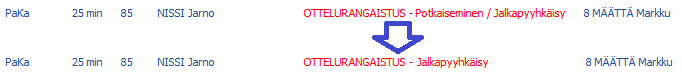 PaKa 25 min 85 NISSI Jarno OTTELURANGAISTUS - Potkaiseminen / Jalkapyyhkäisy 8 MÄÄTTÄ Markku
PaKa 25 min 85 NISSI Jarno OTTELURANGAISTUS - Jalkapyyhkäisy 8 MÄÄTTÄ Markku